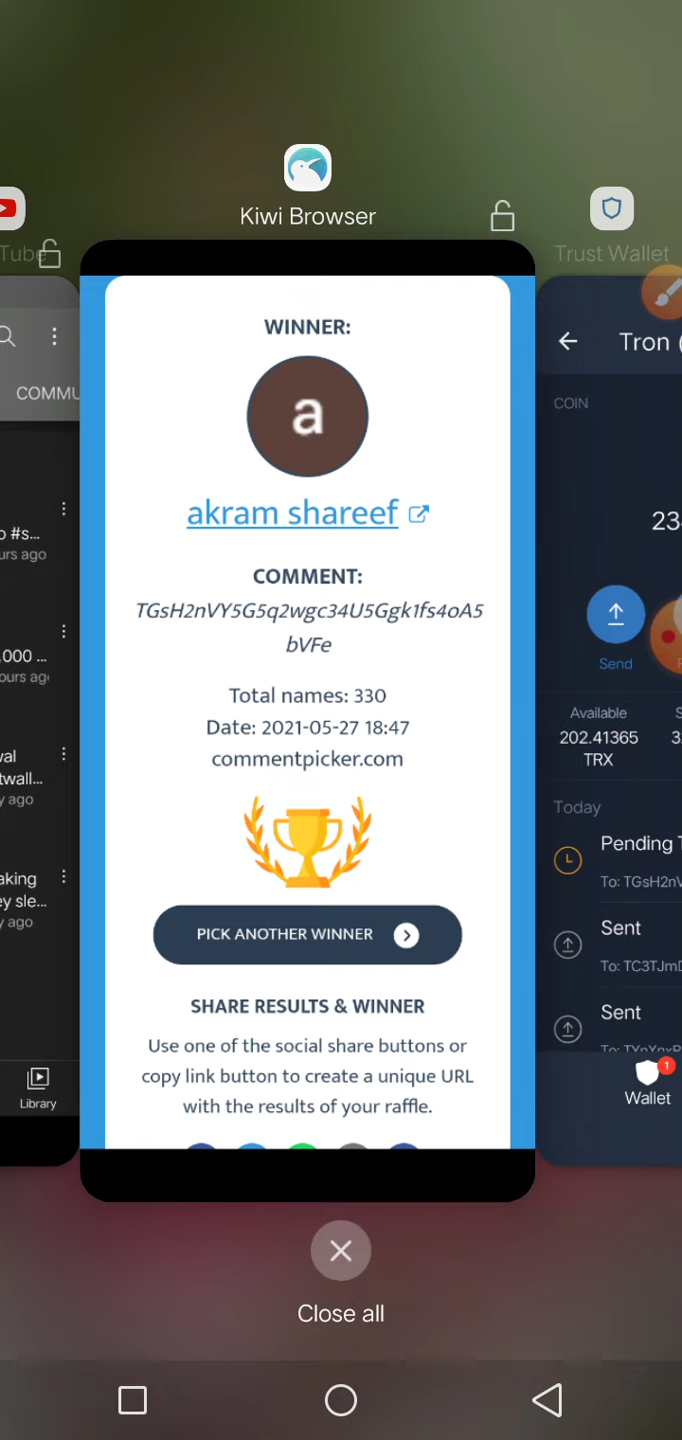 Kiwi Browser
Tube
Trust Wallet
WINNER:
a
Tron (
COMMU
COIN
akram shareef
23
COMMENT:
o #s...
TGsH2nVY5G5q2wgc34U5Ggk1fs4oA5
bVFe
urs ago
,000 ...
Send
ours ago
Total names: 330
Available
Date: 2021-05-27 18:47
202.41365
TRX
commentpicker.com
val
twall...
y ago
Today
Pending T
aking
To: TGsH2nV
ey sle...
y ago
PICK ANOTHER WINNER
Sent
To: TC3TJm
SHARE RESULTS & WINNER
Sent
Use one of the social share buttons or
copy link button to create a unique URL
with the results of your raffle.
1
Library
Wallet
Close all